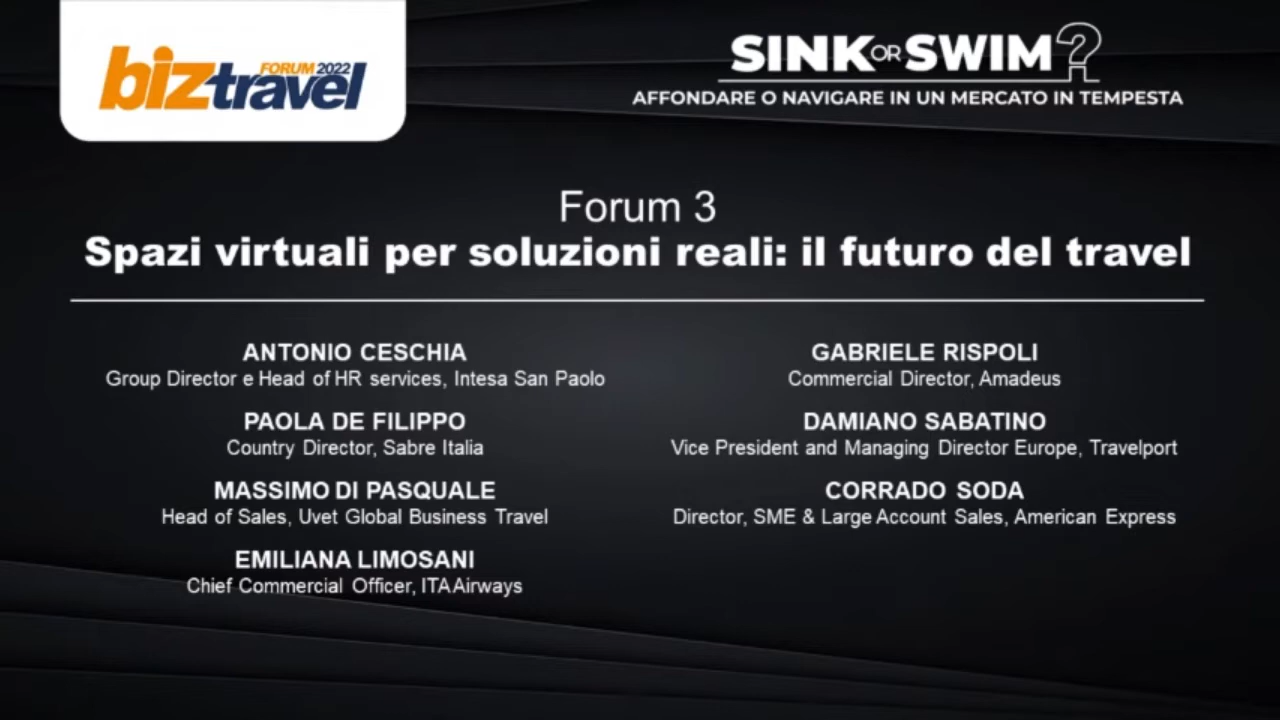 biztravel
FORUM 2022
SINK OR SWIM?
AFFONDARE O NAVIGARE IN UN MERCATO IN TEMPESTA
Forum 3
Spazi virtuali per soluzioni reali: il futuro del travel
ANTONIO CESCHIA
Group Director e Head of HR services, Intesa San Paolo
PAOLA DE FILIPPO
Country Director, Sabre Italia
MASSIMO DI PASQUALE
Head of Sales, Uvet Global Business Travel
EMILIANA LIMOSANI
Chief Commercial Officer, ITA Airways
GABRIELE RISPOLI
Commercial Director, Amadeus
DAMIANO SABATINO
Vice President and Managing Director Europe, Travelport
CORRADO SODA
Director, SME & Large Account Sales, American Express